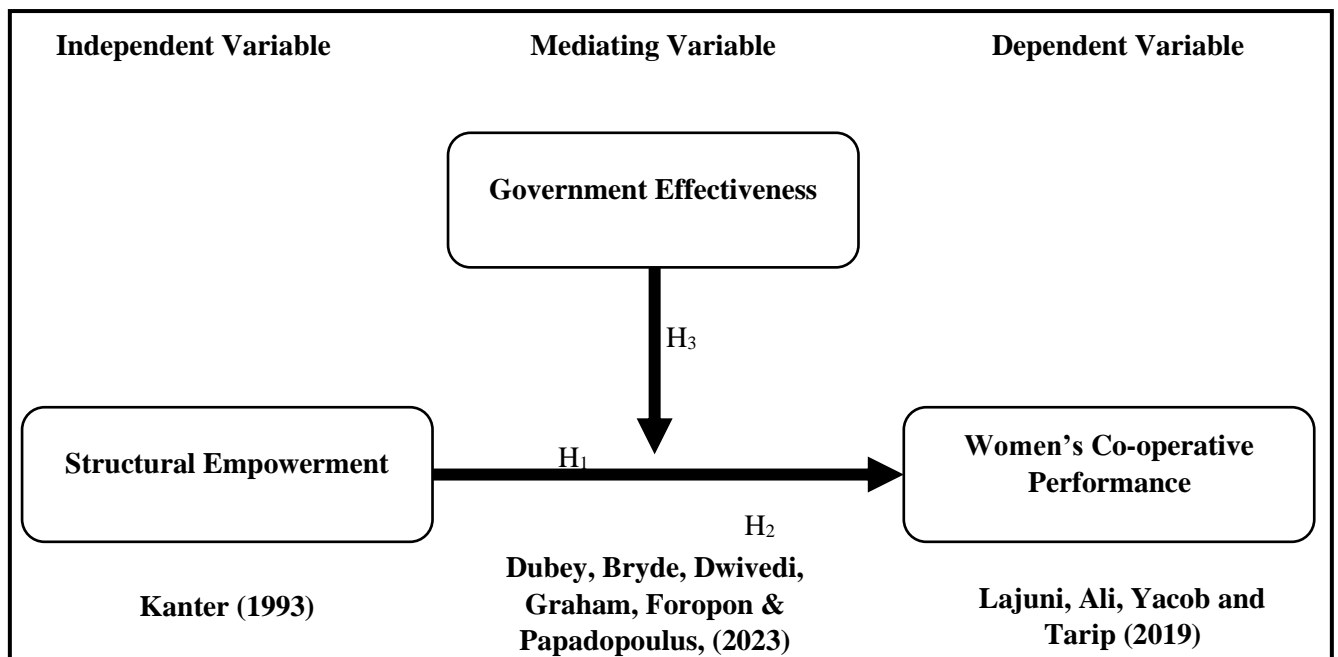 Independent Variable
Mediating Variable
Dependent Variable
Government Effectiveness
H₃
Structural Empowerment
H₁
Women's Co-operative
Performance
H₂
Kanter (1993)
Dubey, Bryde, Dwivedi,
Graham, Foropon &
Papadopoulus, (2023)
Lajuni, Ali, Yacob and
Tarip (2019)